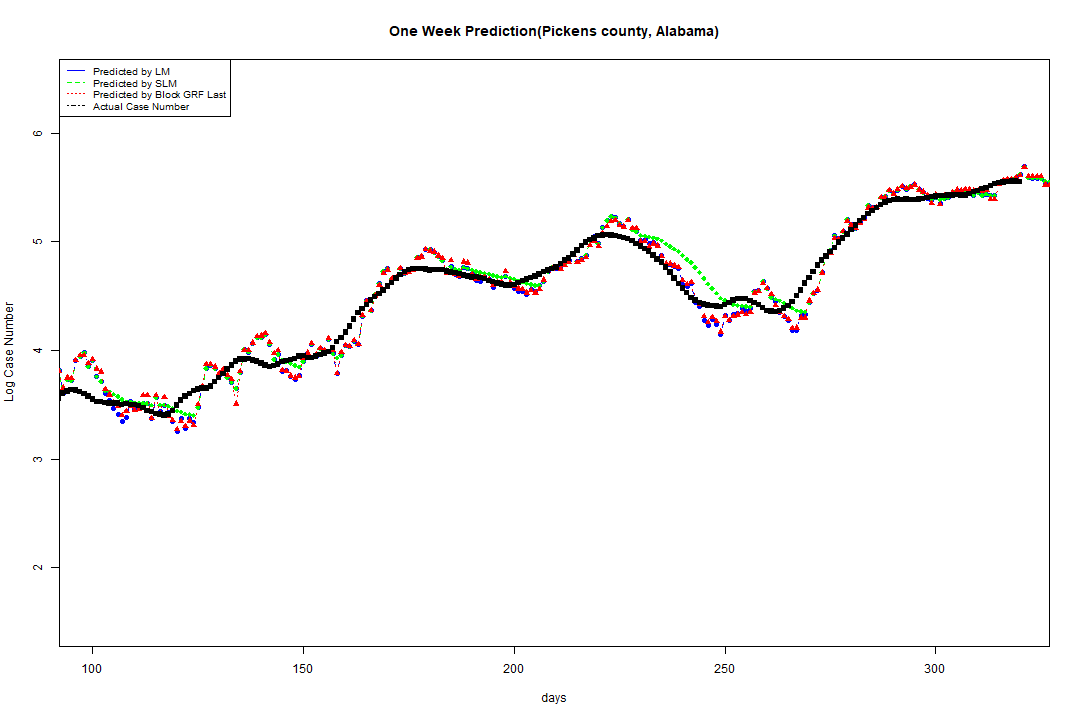 One Week Prediction(Pickens county, Alabama)
Predicted by LM
Predicted by SLM
Predicted by Block GRF Last
Actual Case Number
6
5
4
3
2
Log Case Number
100 150 200 250 300
days